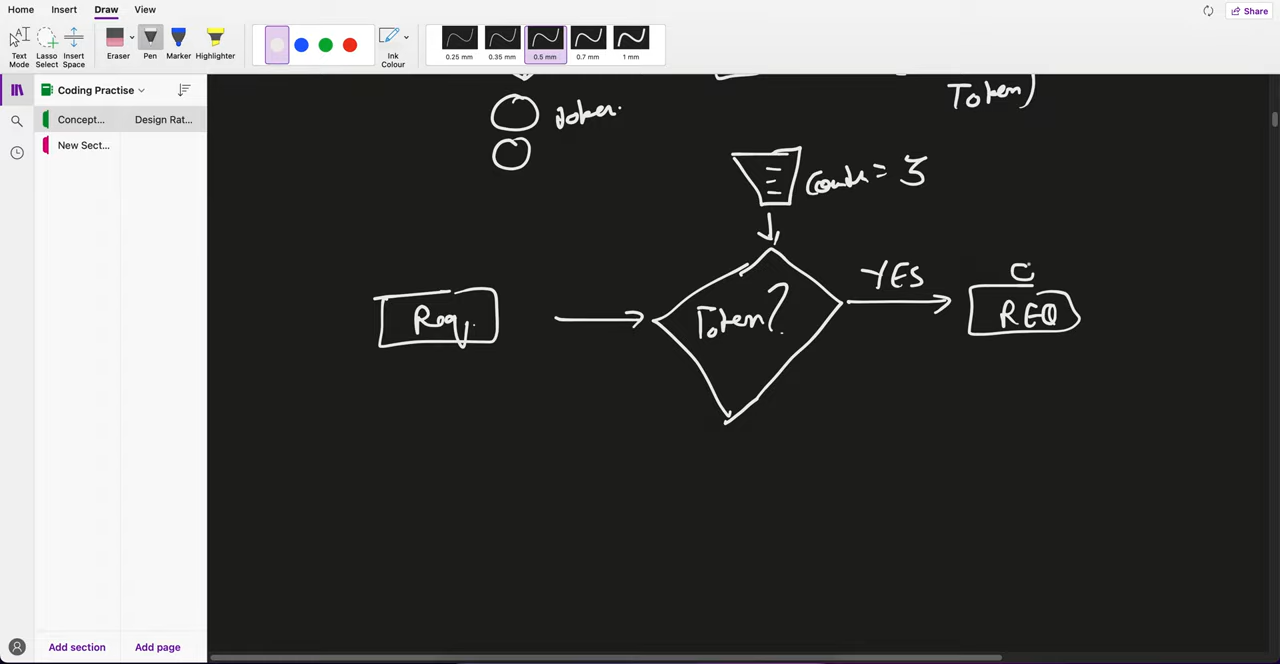 Home Insert Draw View
Share
Text Mode
Lasso Select
Insert Space
Eraser
Pen
Marker
Highlighter
Ink Colour
0.25 mm
0.35 mm
0.5 mm
0.7 mm
1 mm
Coding Practise
Concept...
Design Rat...
New Sect...
Token)
token.
= 3
YES
C
Req.
Token?
REQ
Add section
Add page